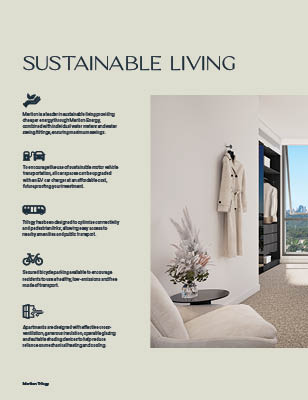 SUSTAINABLE LIVING
Meriton is a leader in sustainable living providing
cheaper energy through Meriton Energy,
combined with individual water meters and water
saving fittings, ensuring maximum savings.
To encourage the use of sustainable motor vehicle
transportation, all car spaces can be upgraded
with an EV car charger at an affordable cost,
future proofing your investment.
Trilogy has been designed to optimise connectivity
and pedestrian links, allowing easy access to
nearby amenities and public transport.
Secured bicycle parking available to encourage
residents to use a healthy, low-emissions and free
mode of transport.
Apartments are designed with effective cross-
ventilation, generous insulation, operable glazing
and suitable shading devices to help reduce
reliance on mechanical heating and cooling.
Meriton Trilogy